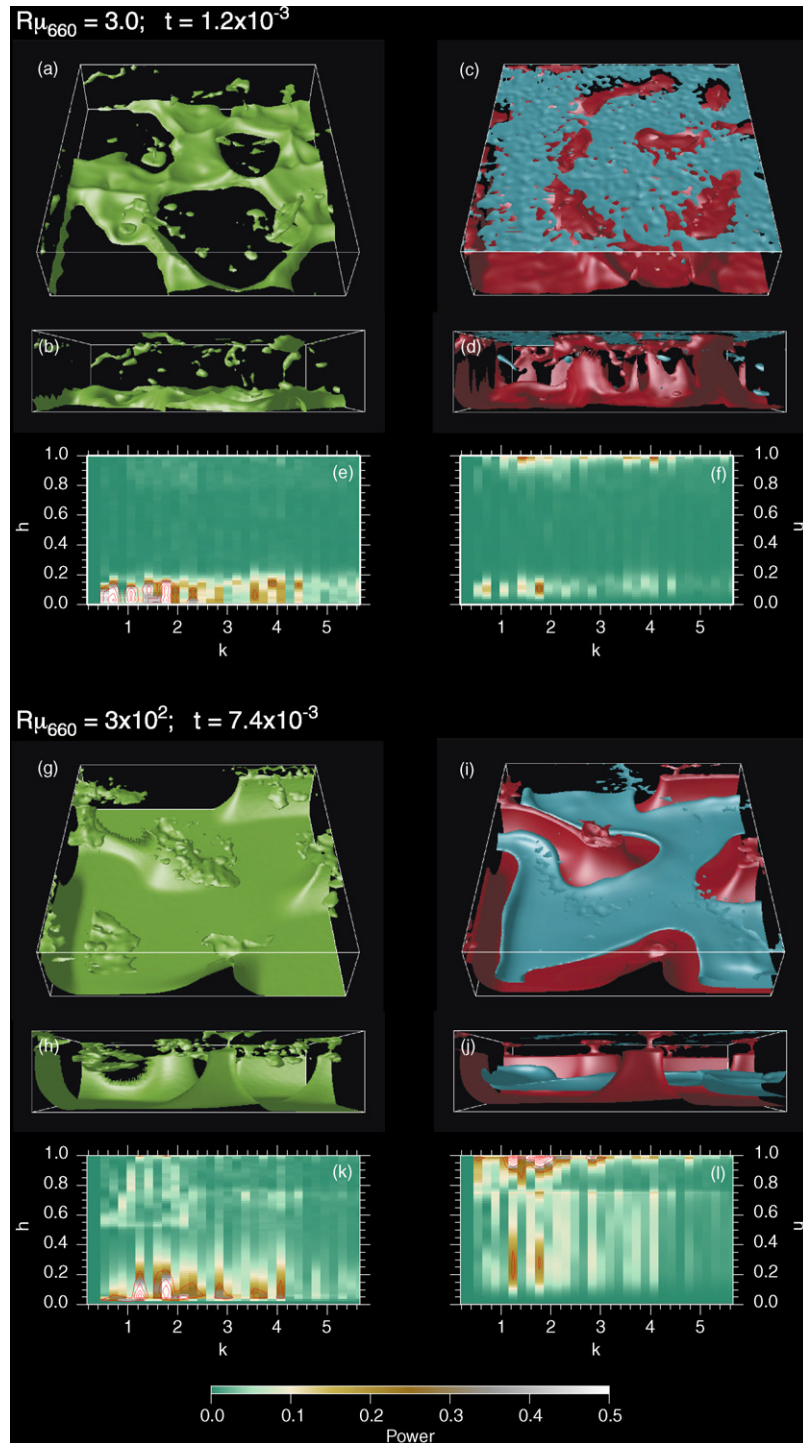 Rμ₆₆₀ = 3.0; t = 1.2x10⁻³
(a)
(c)
(b)
(d)
1.0
0.8
0.6
0.4
0.2
0.0
h
(e)
1 2 3 4 5
k
(f)
1.0
0.8
0.6
0.4
0.2
0.0
h
1 2 3 4 5
k
Rμ₆₆₀ = 3x10²; t = 7.4x10⁻³
(g)
(i)
(h)
(j)
1.0
0.8
0.6
0.4
0.2
0.0
h
(k)
1 2 3 4 5
k
(l)
1.0
0.8
0.6
0.4
0.2
0.0
h
1 2 3 4 5
k
0.0 0.1 0.2 0.3 0.4 0.5
Power